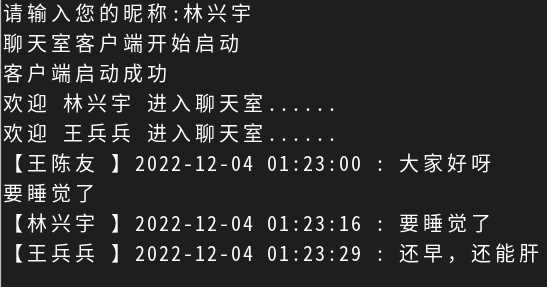 请输入您的昵称:林兴宇
聊天室客户端开始启动
客户端启动成功
欢迎 林兴宇 进入聊天室......
欢迎 王兵兵 进入聊天室......
【王陈友 】2022-12-04 01:23:00 : 大家好呀
要睡觉了
【林兴宇 】2022-12-04 01:23:16 : 要睡觉了
【王兵兵 】2022-12-04 01:23:29 : 还早，还能肝